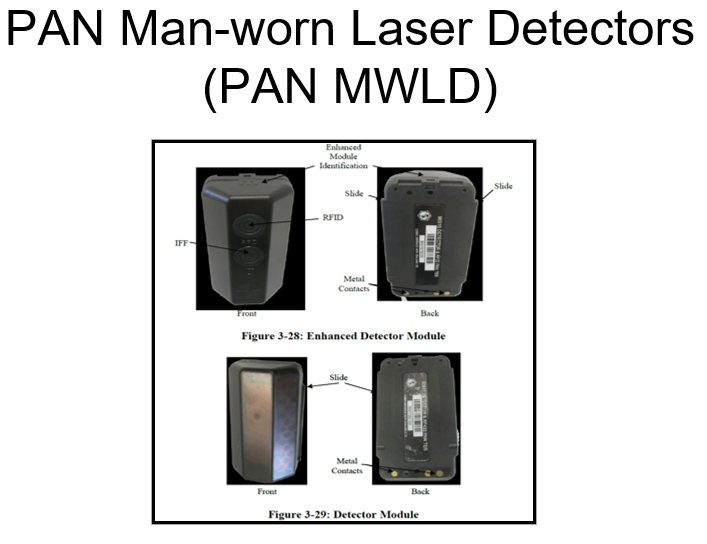 PAN Man-worn Laser Detectors
(PAN MWLD)
Enhanced
Module
Identification
Slide
Slide
RFID
IFF
Metal
Contacts
Front
Back
Figure 3-28: Enhanced Detector Module
Slide
Metal
Contacts
Front
Back
Figure 3-29: Detector Module